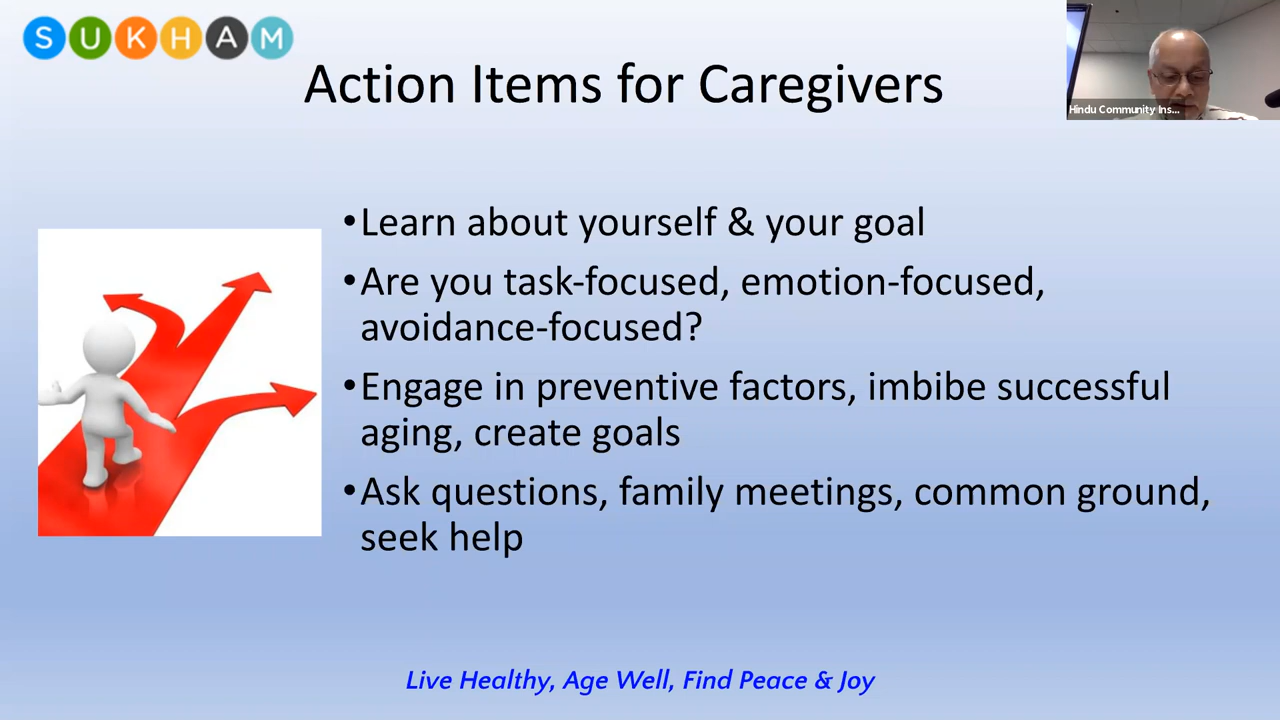 SUKHAM
Action Items for Caregivers
Hindu Community Ins...
•Learn about yourself & your goal
•Are you task-focused, emotion-focused,
avoidance-focused?
•Engage in preventive factors, imbibe successful
aging, create goals
•Ask questions, family meetings, common ground,
seek help
Live Healthy, Age Well, Find Peace & Joy